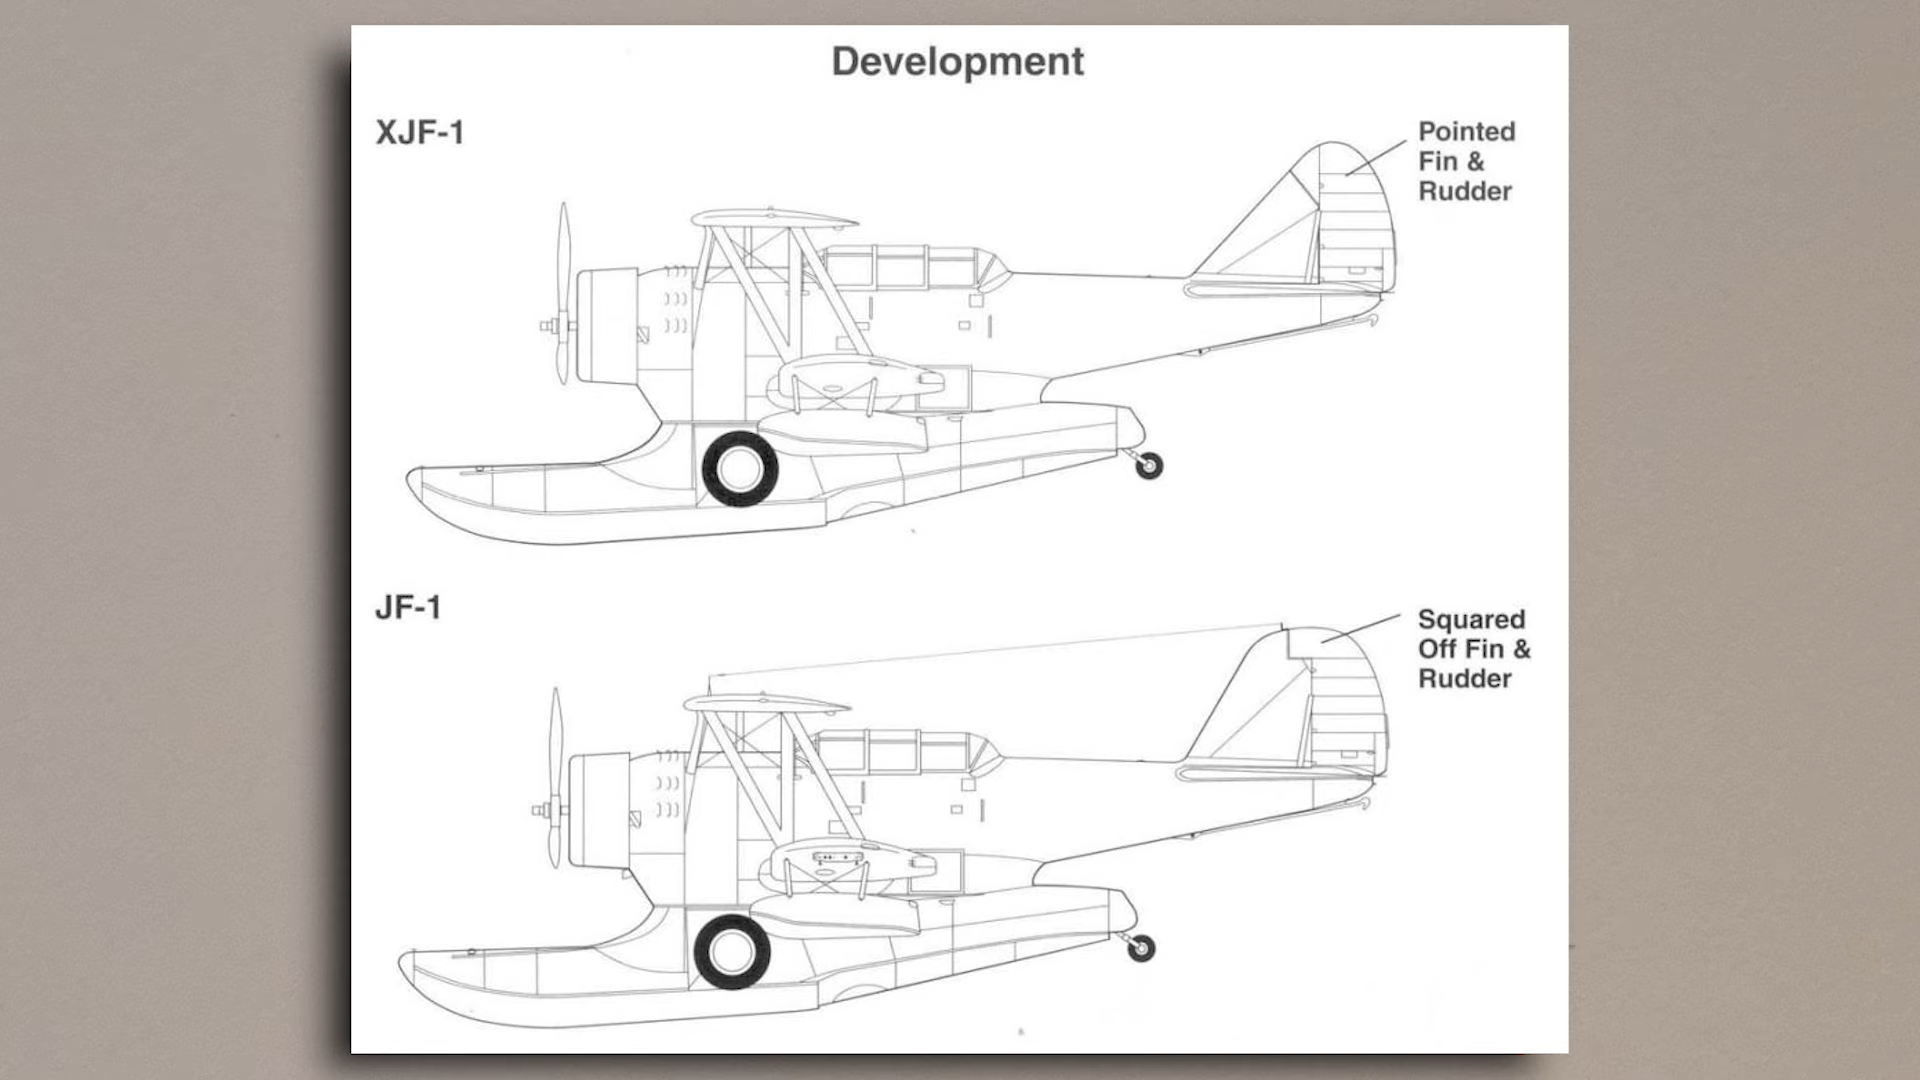 Development
XJF-1
Pointed
Fin &
Rudder
JF-1
Squared
Off Fin &
Rudder